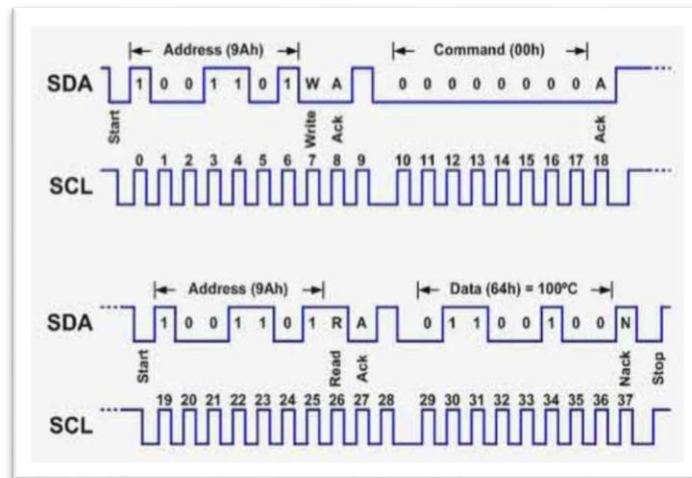 Address (9Ah) Command (00h)
SDA 1 0 0 1 1 0 1 W A 0 0 0 0 0 0 0 0 A
Start Write Ack Ack
0 1 2 3 4 5 6 7 8 9 10 11 12 13 14 15 16 17 18
SCL
Address (9Ah) Data (64h) = 100ºC
SDA 1 0 0 1 1 0 1 R A 0 1 1 0 0 1 0 0 N
Start Read Ack Nack Stop
19 20 21 22 23 24 25 26 27 28 29 30 31 32 33 34 35 36 37
SCL